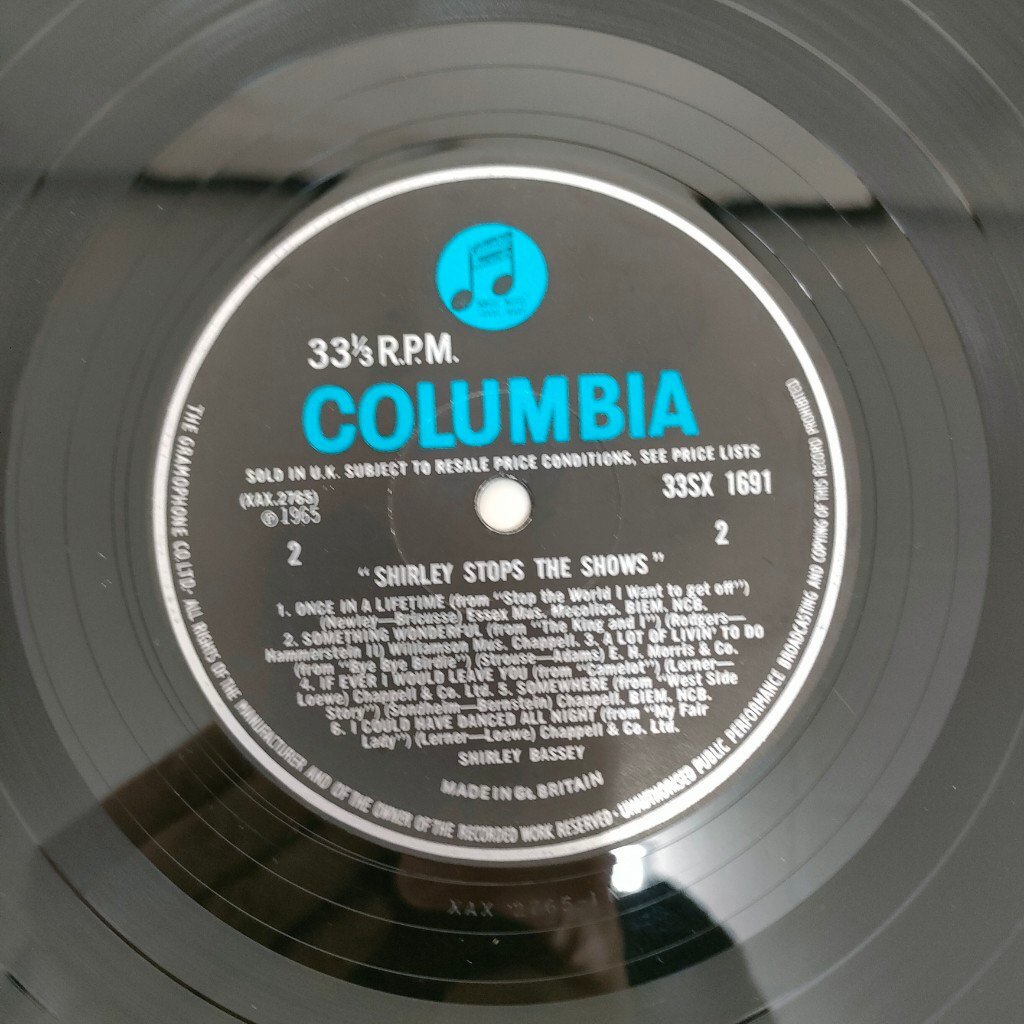 33⅓ R.P.M.
COLUMBIA
SOLD IN U.K. SUBJECT TO RESALE PRICE CONDITIONS, SEE PRICE LISTS
(XAX.2765) 33SX 1691
℗1965
2 2
"SHIRLEY STOPS THE SHOWS"
1. ONCE IN A LIFETIME (from "Stop the World I Want to get off")
(Newley—Bricusse) Essex Mus. Mecolico. BIEM. NCB.
2. SOMETHING WONDERFUL (from "The King and I") (Rodgers—
Hammerstein II) Williamson Mus. Chappell. 3. A LOT OF LIVIN' TO DO
(from "Bye Bye Birdie") (Strouse—Adams) E. H. Morris & Co.
4. IF EVER I WOULD LEAVE YOU (from "Camelot") (Lerner—
Loewe) Chappell & Co. Ltd. 5. SOMEWHERE (from "West Side
Story") (Sondheim—Bernstein) Chappell. BIEM. NCB.
6. I COULD HAVE DANCED ALL NIGHT (from "My Fair
Lady") (Lerner—Loewe) Chappell & Co. Ltd.
SHIRLEY BASSEY
MADE IN Gt. BRITAIN
THE GRAMOPHONE CO. LTD. ALL RIGHTS OF THE MANUFACTURER AND OF THE OWNER OF THE RECORDED WORK RESERVED · UNAUTHORISED PUBLIC PERFORMANCE BROADCASTING AND COPYING OF THIS RECORD PROHIBITED
XAX 2765-1